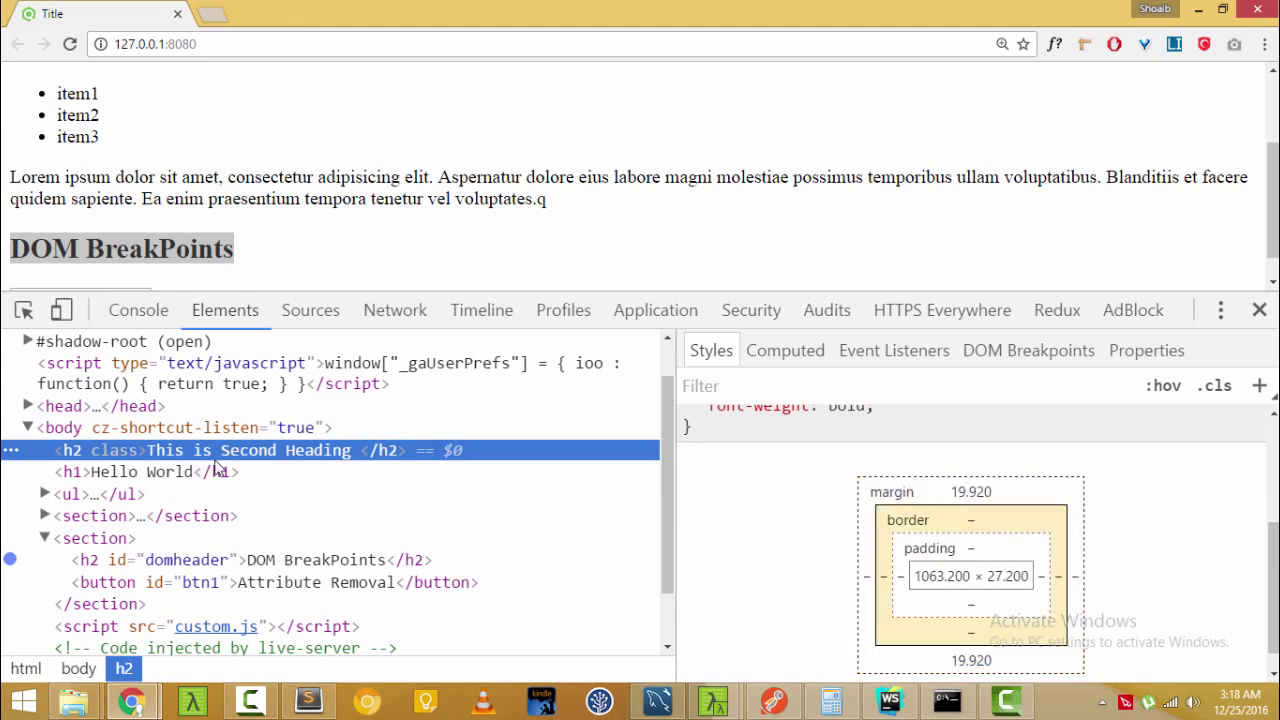 Title
Shoaib
127.0.0.1:8080
f?
LI
item1
item2
item3
Lorem ipsum dolor sit amet, consectetur adipisicing elit. Aspernatur dolore eius labore magni molestiae possimus temporibus ullam voluptatibus. Blanditiis et facere
quidem sapiente. Ea enim praesentium tempora tenetur vel voluptates.q
DOM BreakPoints
Console Elements Sources Network Timeline Profiles Application Security Audits HTTPS Everywhere Redux AdBlock
#shadow-root (open)
<script type="text/javascript">window["_gaUserPrefs"] = { ioo :
function() { return true; } }</script>
<head>…</head>
<body cz-shortcut-listen="true">
<h2 class>This is Second Heading </h2> == $0
<h1>Hello World</h1>
<ul>…</ul>
<section>…</section>
<section>
<h2 id="domheader">DOM BreakPoints</h2>
<button id="btn1">Attribute Removal</button>
</section>
<script src="custom.js"></script>
<!-- Code injected by live-server -->
html body h2
Styles Computed Event Listeners DOM Breakpoints Properties
Filter :hov .cls +
font-weight: bold;
}
margin 19.920
border –
padding –
– – – 1063.200 × 27.200 – – –
–
–
19.920
Activate Windows
Go to PC settings to activate Windows.
kindle
WS
3:18 AM
12/25/2016